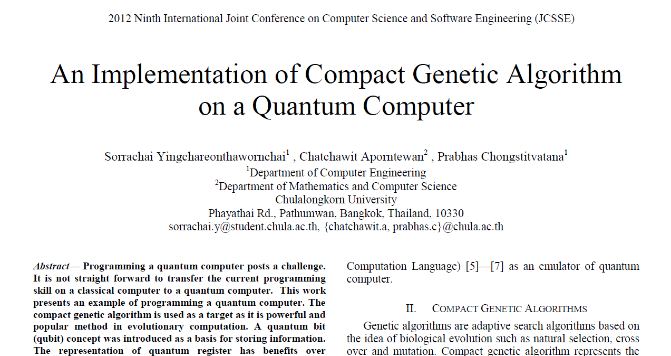 2012 Ninth International Joint Conference on Computer Science and Software Engineering (JCSSE)
An Implementation of Compact Genetic Algorithm
on a Quantum Computer
Sorrachai Yingchareonthawornchai1 , Chatchawit Aporntewan2 , Prabhas Chongstitvatana1
1Department of Computer Engineering
2Department of Mathematics and Computer Science
Chulalongkorn University
Phayathai Rd., Pathumwan, Bangkok, Thailand, 10330
sorrachai.y@student.chula.ac.th, {chatchawit.a, prabhas.c}@chula.ac.th
Abstract— Programming a quantum computer posts a challenge.
It is not straight forward to transfer the current programming
skill on a classical computer to a quantum computer. This work
presents an example of programming a quantum computer. The
compact genetic algorithm is used as a target as it is powerful and
popular method in evolutionary computation. A quantum bit
(qubit) concept was introduced as a basis for storing information.
The representation of quantum register has benefits over
Computation Language) [5]—[7] as an emulator of quantum
computer.
II. COMPACT GENETIC ALGORITHMS
Genetic algorithms are adaptive search algorithms based on
the idea of biological evolution such as natural selection, cross
over and mutation. Compact genetic algorithm represents the